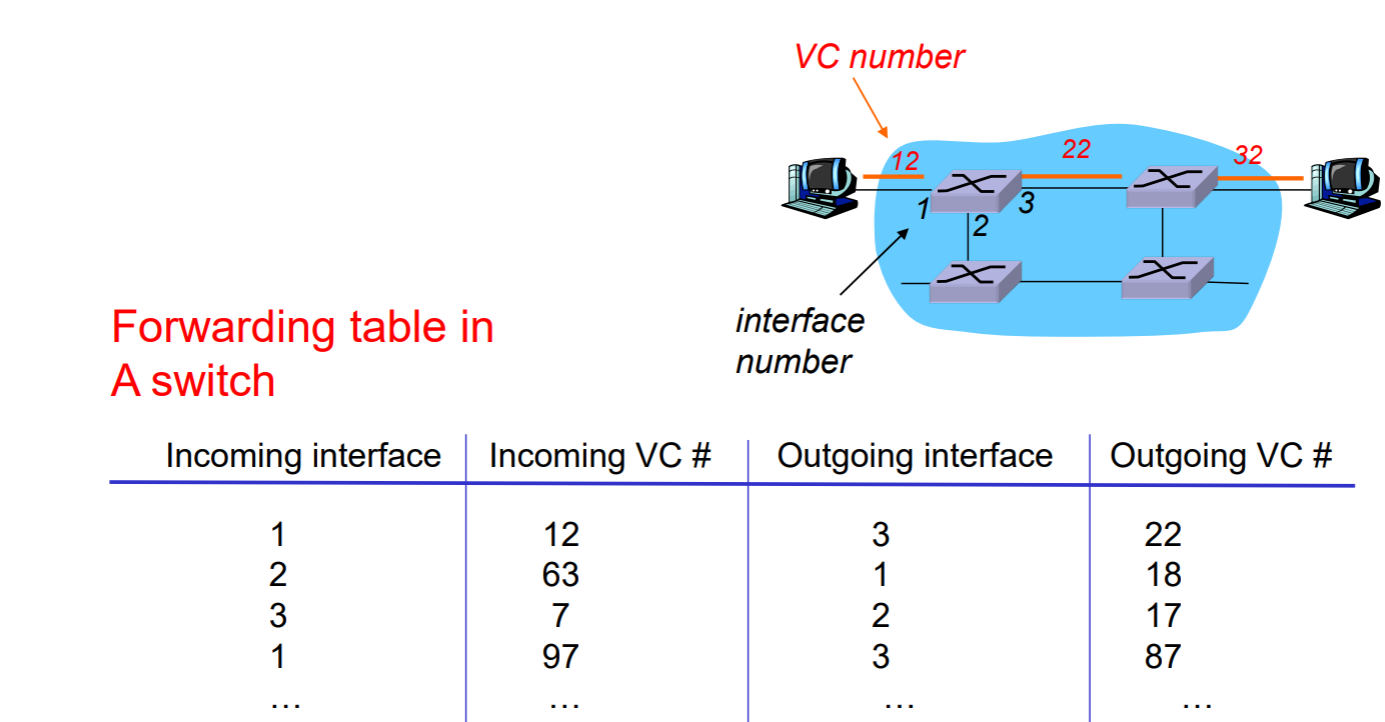 VC number
12
22
32
1
2
3
interface
number
Forwarding table in
A switch
Incoming interface Incoming VC # Outgoing interface Outgoing VC #
1 12 3 22
2 63 1 18
3 7 2 17
1 97 3 87
… … … …